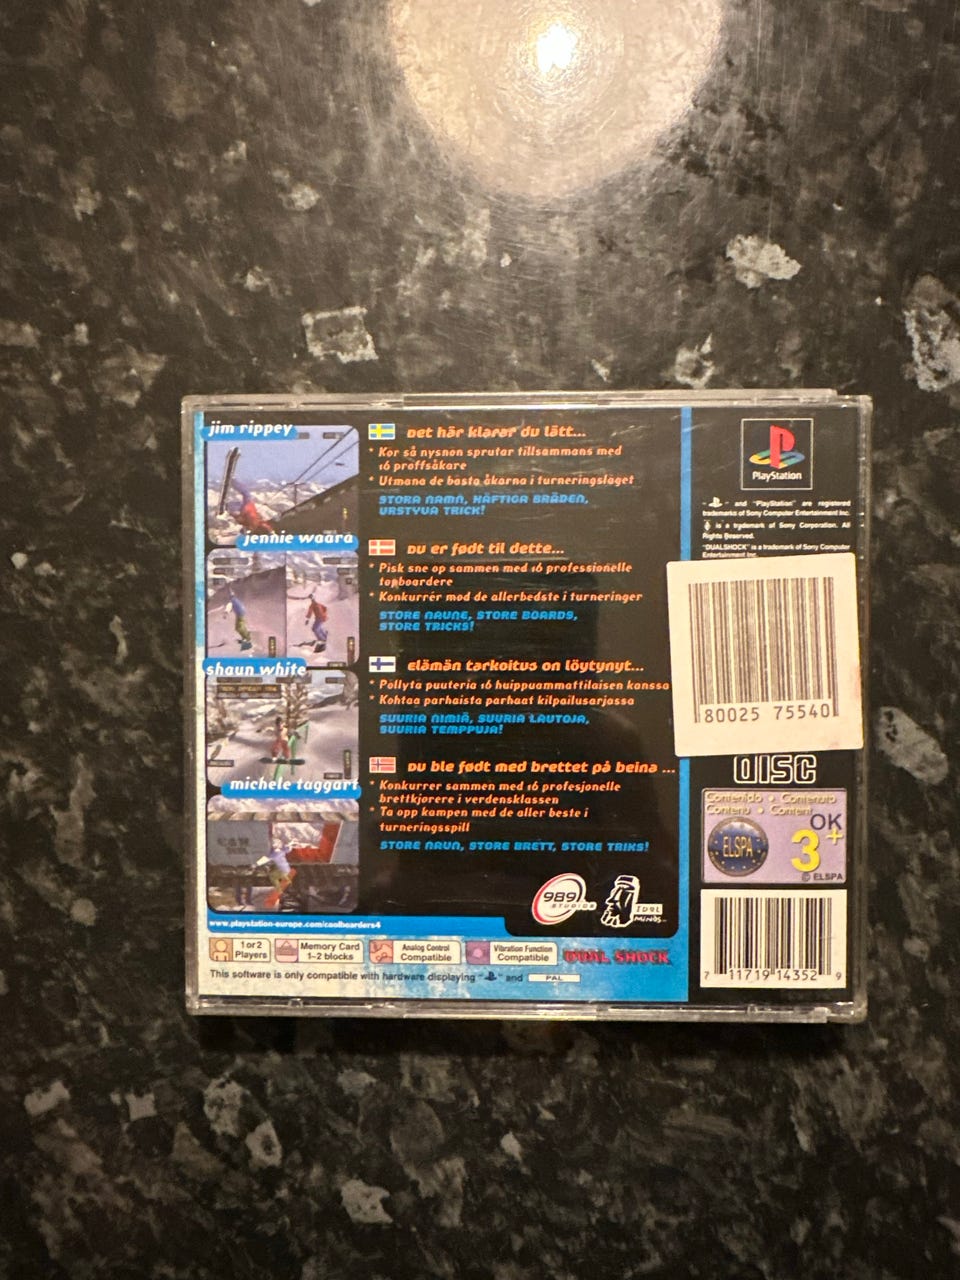 jim rippey
jennie waara
shaun white
michele taggart
Det här klarar du lätt...
* Kör så nysnön sprutar tillsammans med
16 proffsåkare
* Utmana de bästa åkarna i turneringsläget
STORA NAMN, HÄFTIGA BRÄDEN,
URSTYVA TRICK!
Du er født til dette...
* Pisk sne op sammen med 16 professionelle
topboardere
* Konkurrér med de allerbedste i turneringer
STORE NAVNE, STORE BOARDS,
STORE TRICKS!
elämän tarkoitus on löytynyt...
* Pöllytä puuteria 16 huippuammattilaisen kanssa
* Kohtaa parhaista parhaat kilpailusarjassa
SUURIA NIMIÄ, SUURIA LAUTOJA,
SUURIA TEMPPUJA!
Du ble født med brettet på beina ...
* Konkurrer sammen med 16 profesjonelle
brettkjørere i verdensklassen
* Ta opp kampen med de aller beste i
turneringsspill
STORE NAVN, STORE BRETT, STORE TRIKS!
989
STUDIOS
IDOL
MINDS
www.playstation-europe.com/coolboarders4
1 or 2
Players
Memory Card
1-2 blocks
Analog Control
Compatible
Vibration Function
Compatible
DUAL SHOCK
This software is only compatible with hardware displaying " " and PAL
PlayStation
" " and "PlayStation" are registered
trademarks of Sony Computer Entertainment Inc.
is a trademark of Sony Corporation. All
Rights Reserved.
"DUALSHOCK" is a trademark of Sony Computer
Entertainment Inc.
80025 75540
DISC
Contenido • Contenuto
Contenu • Content
ELSPA
OK
3+
© ELSPA
7 11719 14352 9